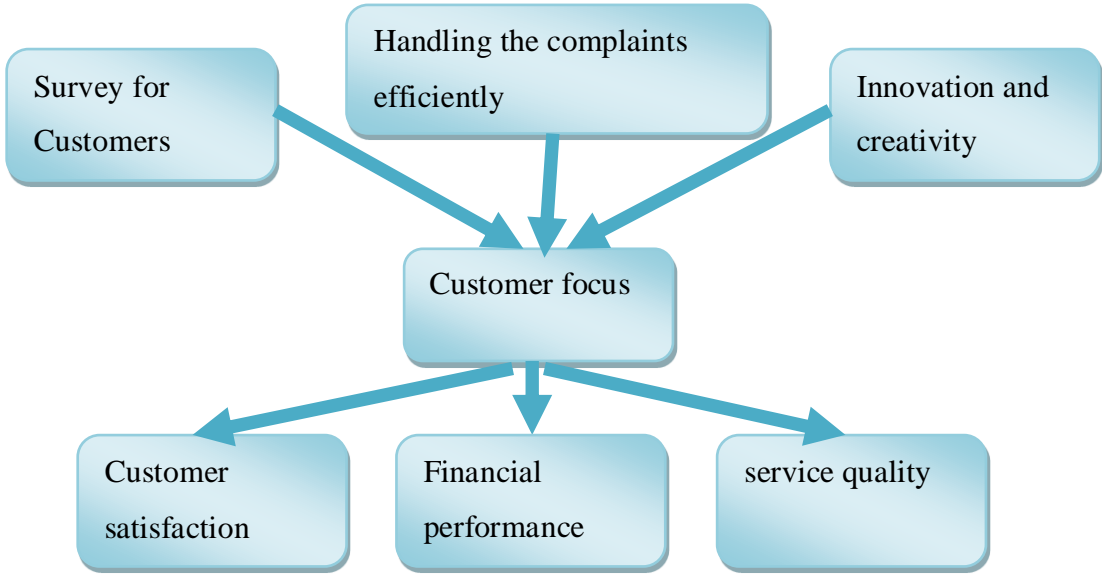 Survey for
Customers
Handling the complaints
efficiently
Innovation and
creativity
Customer focus
Customer
satisfaction
Financial
performance
service quality